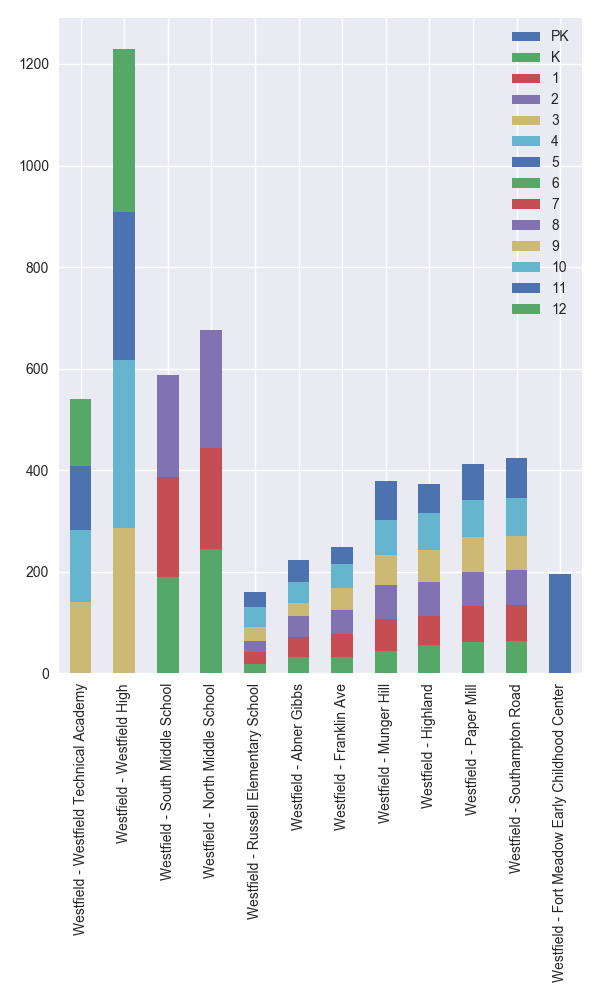 1200
1000
800
600
400
200
0
PK
K
1
2
3
4
5
6
7
8
9
10
11
12
Westfield - Westfield Technical Academy
Westfield - Westfield High
Westfield - South Middle School
Westfield - North Middle School
Westfield - Russell Elementary School
Westfield - Abner Gibbs
Westfield - Franklin Ave
Westfield - Munger Hill
Westfield - Highland
Westfield - Paper Mill
Westfield - Southampton Road
Westfield - Fort Meadow Early Childhood Center